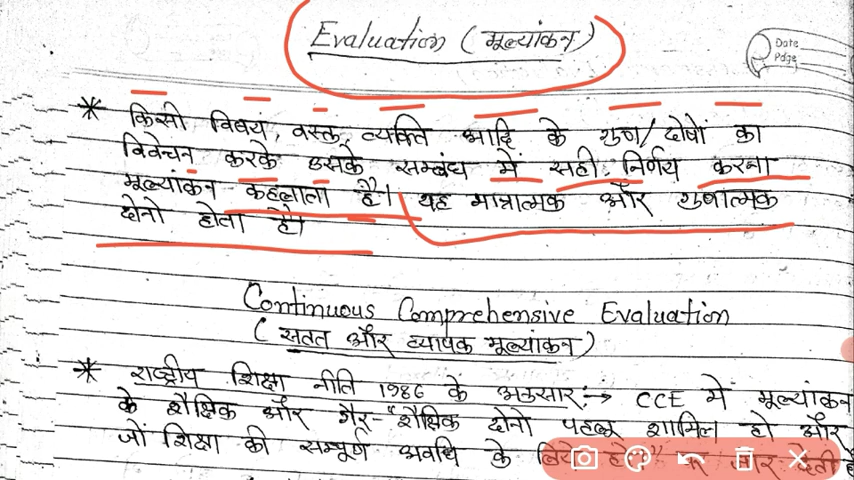 Evaluation (मूल्यांकन)
Date
Page
* किसी विषय, वस्तु, व्यक्ति आदि के गुण/दोषों का
विवेचन करके उसके सम्बंध में सही निर्णय करना
मूल्यांकन कहलाता है। यह मात्रात्मक और गुणात्मक
दोनो होता है।
Continuous Comprehensive Evaluation
(सतत और व्यापक मूल्यांकन)
* राष्ट्रीय शिक्षा नीति 1986 के अनुसार :→ CCE में मूल्यांकन
के शैक्षिक और गैर-शैक्षिक दोनो पहलू शामिल हो और
जो शिक्षा की सम्पूर्ण अवधि के लिये